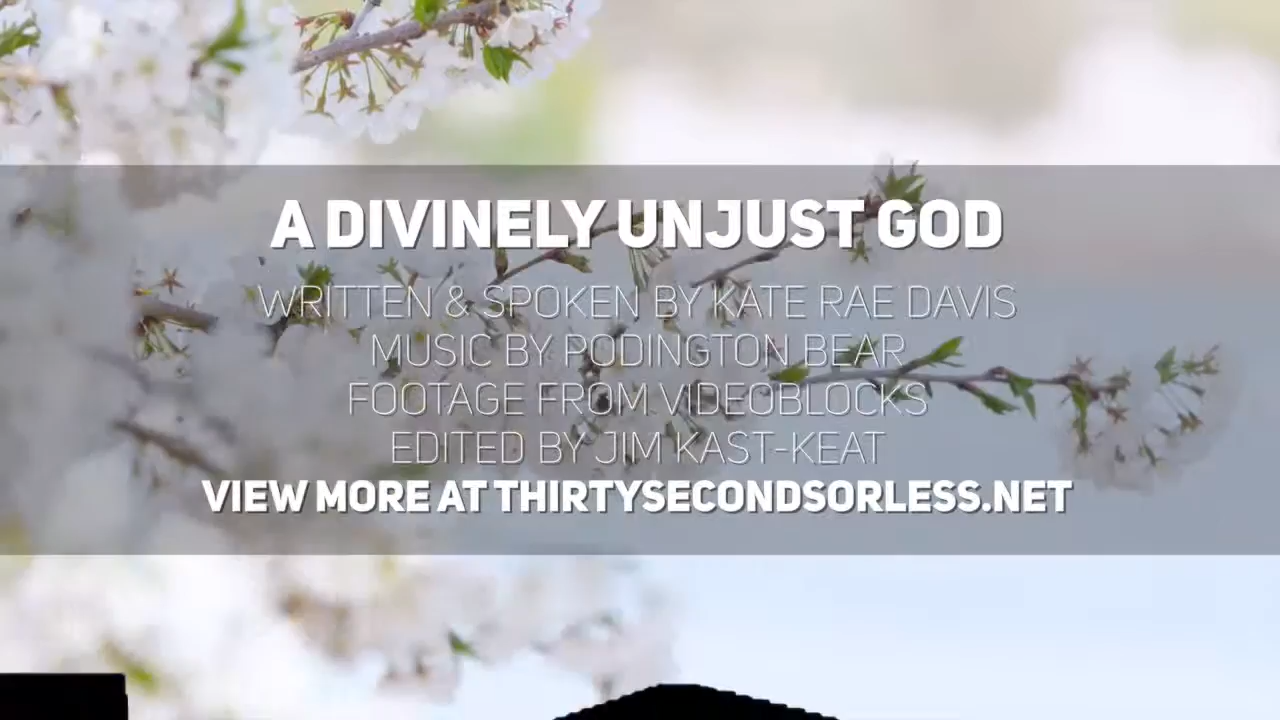 A DIVINELY UNJUST GOD
WRITTEN & SPOKEN BY KATE RAE DAVIS
MUSIC BY PODINGTON BEAR
FOOTAGE FROM VIDEOBLOCKS
EDITED BY JIM KAST-KEAT
VIEW MORE AT THIRTYSECONDSORLESS.NET